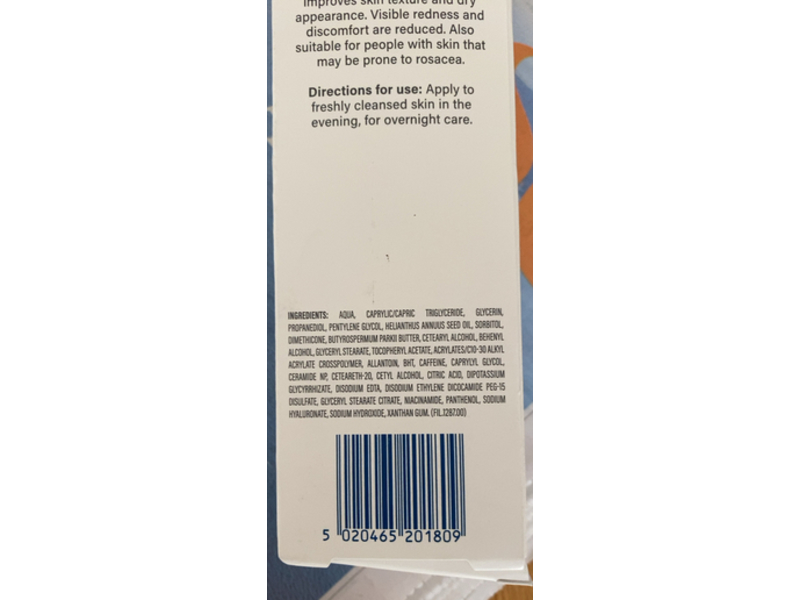 improves skin texture and dry
appearance. Visible redness and
discomfort are reduced. Also
suitable for people with skin that
may be prone to rosacea.
Directions for use: Apply to
freshly cleansed skin in the
evening, for overnight care.
INGREDIENTS: AQUA, CAPRYLIC/CAPRIC TRIGLYCERIDE, GLYCERIN,
PROPANEDIOL, PENTYLENE GLYCOL, HELIANTHUS ANNUUS SEED OIL, SORBITOL,
DIMETHICONE, BUTYROSPERMUM PARKII BUTTER, CETEARYL ALCOHOL, BEHENYL
ALCOHOL, GLYCERYL STEARATE, TOCOPHERYL ACETATE, ACRYLATES/C10-30 ALKYL
ACRYLATE CROSSPOLYMER, ALLANTOIN, BHT, CAFFEINE, CAPRYLYL GLYCOL,
CERAMIDE NP, CETEARETH-20, CETYL ALCOHOL, CITRIC ACID, DIPOTASSIUM
GLYCYRRHIZATE, DISODIUM EDTA, DISODIUM ETHYLENE DICOCAMIDE PEG-15
DISULFATE, GLYCERYL STEARATE CITRATE, NIACINAMIDE, PANTHENOL, SODIUM
HYALURONATE, SODIUM HYDROXIDE, XANTHAN GUM. (FIL.1287.00)
5 020465 201809